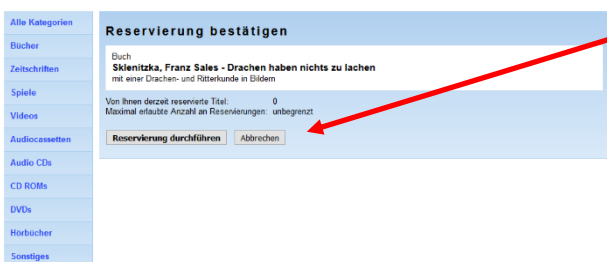 Alle Kategorien
Bücher
Zeitschriften
Spiele
Videos
Audiocassetten
Audio CDs
CD ROMs
DVDs
Hörbücher
Sonstiges
Reservierung bestätigen
Buch
Sklenitzka, Franz Sales - Drachen haben nichts zu lachen
mit einer Drachen- und Ritterkunde in Bildern
Von Ihnen derzeit reservierte Titel: 0
Maximal erlaubte Anzahl an Reservierungen: unbegrenzt
Reservierung durchführen Abbrechen